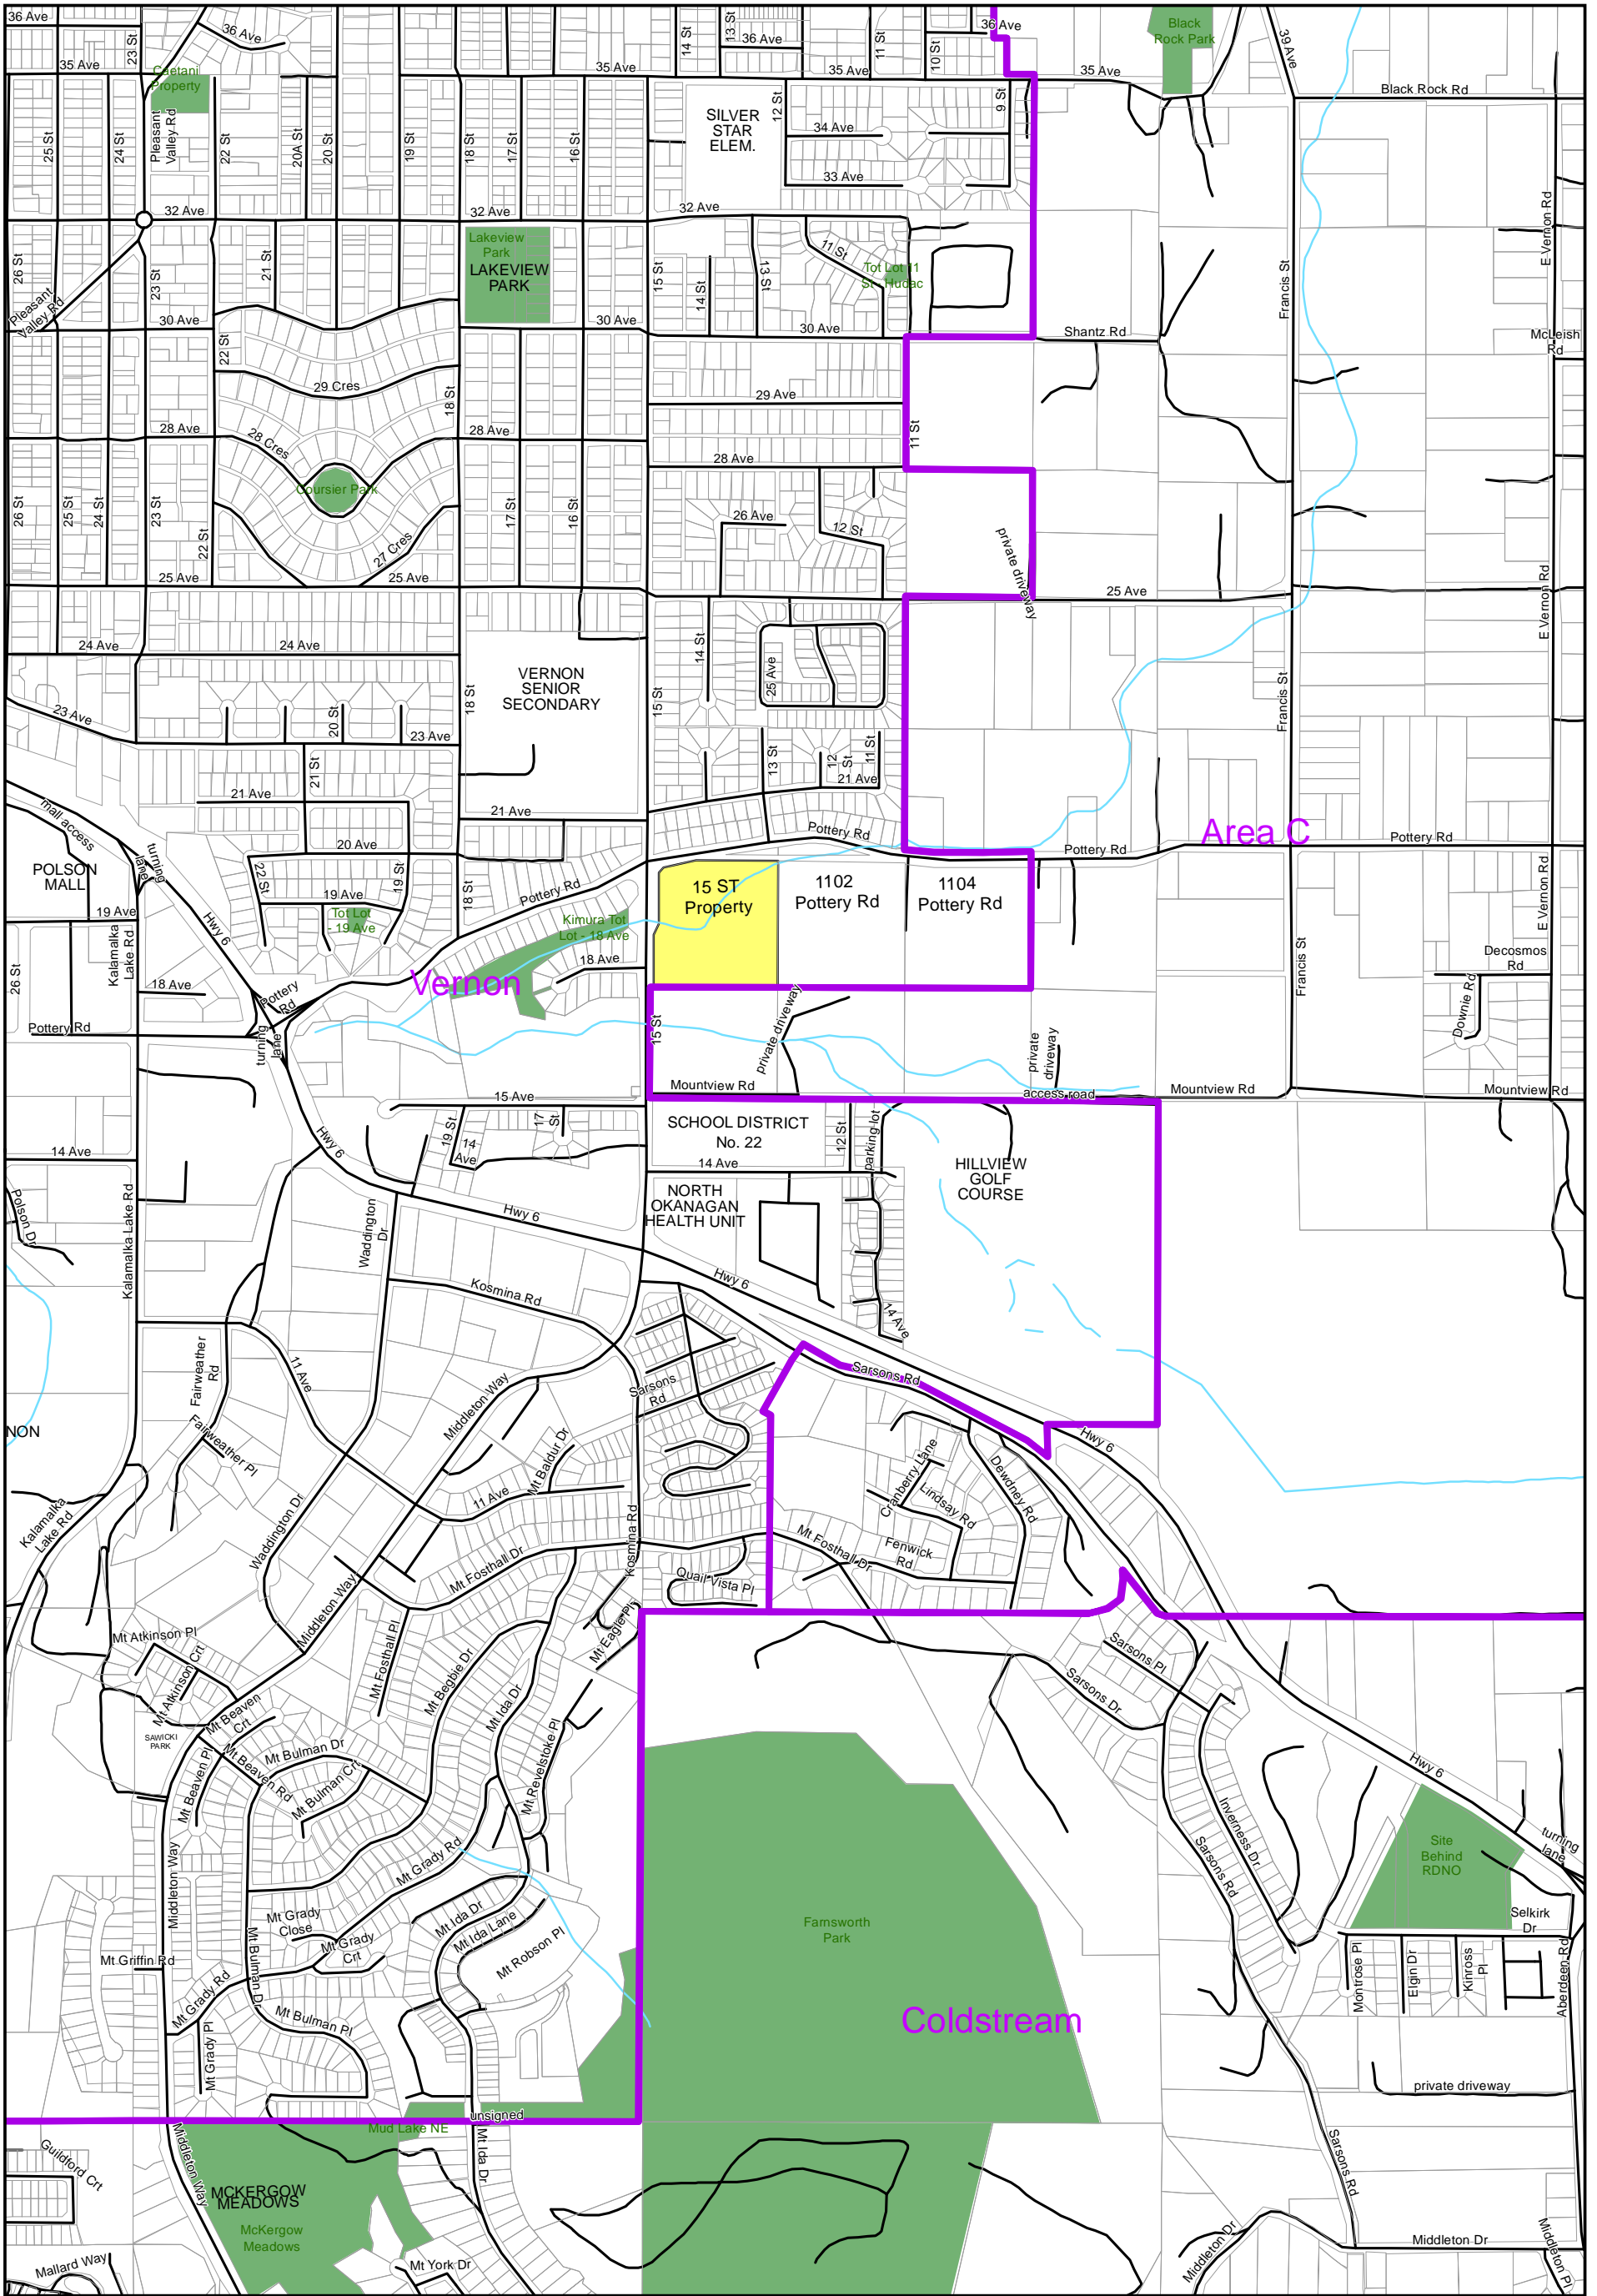 36 Ave
23 St
36 Ave
14 St
13 St
36 Ave
11 St
10 St
36 Ave
Black
Rock Park
39 Ave
35 Ave
Gaetani
Property
35 Ave
35 Ave
35 Ave
Black Rock Rd
25 St
24 St
Pleasant
Valley Rd
22 St
20A St
20 St
19 St
18 St
17 St
16 St
SILVER
STAR
ELEM.
12 St
9 St
34 Ave
33 Ave
32 Ave
32 Ave
32 Ave
E Vernon Rd
26 St
Pleasant
Valley Rd
23 St
21 St
Lakeview
Park
LAKEVIEW
PARK
15 St
14 St
13 St
11 St
Tot Lot 11
St - Hudac
Francis St
30 Ave
30 Ave
30 Ave
Shantz Rd
McLeish
Rd
22 St
29 Cres
18 St
29 Ave
28 Ave
28 Cres
28 Ave
28 Ave
11 St
Coursier Park
26 St
25 St
24 St
23 St
22 St
27 Cres
17 St
16 St
26 Ave
12 St
private driveway
25 Ave
25 Ave
25 Ave
E Vernon Rd
24 Ave
24 Ave
14 St
25 Ave
VERNON
SENIOR
SECONDARY
18 St
15 St
Francis St
23 Ave
20 St
23 Ave
13 St
12
St
11 St
21 Ave
21 St
21 Ave
21 Ave
mall access
turning
lane
20 Ave
Pottery Rd
Pottery Rd
Area C
Pottery Rd
POLSON
MALL
22 St
19 Ave
19 St
18 St
Pottery Rd
15 ST
Property
1102
Pottery Rd
1104
Pottery Rd
E Vernon Rd
19 Ave
Tot Lot
- 19 Ave
Kimura Tot
Lot - 18 Ave
26 St
Kalamalka
Lake Rd
Hwy 6
18 Ave
Vernon
Francis St
Decosmos
Rd
18 Ave
Pottery
Rd
Pottery Rd
turning
lane
15 St
private driveway
private
driveway
Downie Rd
Mountview Rd
access road
Mountview Rd
Mountview Rd
15 Ave
19 St
14
Ave
17
St
SCHOOL DISTRICT
No. 22
12 St
parking lot
14 Ave
14 Ave
Hwy 6
HILLVIEW
GOLF
COURSE
NORTH
OKANAGAN
HEALTH UNIT
Polson Dr
Kalamalka Lake Rd
Waddington
Dr
Hwy 6
Hwy 6
Kosmina Rd
14 Ave
Fairweather
Rd
11 Ave
Sarsons
Rd
Sarsons Rd
Middleton Way
NON
Fairweather Pl
Mt Baldur Dr
Cranberry Lane
Lindsay Rd
Dewdney Rd
Hwy 6
11 Ave
Kalamalka
Lake Rd
Waddington Dr
Kosmina Rd
Mt Fosthall Dr
Fenwick
Rd
Mt Fosthall Dr
Quail Vista Pl
Middleton Way
Mt Atkinson Pl
Mt Atkinson Crt
Mt Fosthall Pl
Mt Begbie Dr
Mt Eagle Pl
Sarsons Pl
Sarsons Dr
Mt Ida Dr
Mt Beaven
Crt
SAWICKI
PARK
Mt Beaven Rd
Mt Bulman Dr
Mt Beaven Pl
Mt Bulman Crt
Mt Revelstoke Pl
Hwy 6
Inverness Dr
Sarsons Rd
Site
Behind
RDNO
turning
lane
Middleton Way
Mt Grady Rd
Mt Grady
Close
Mt Ida Dr
Mt Ida Lane
Farnsworth
Park
Selkirk
Dr
Mt Grady
Crt
Mt Robson Pl
Mt Griffin Rd
Mt Bulman Dr
Montrose Pl
Elgin Dr
Kinross
Pl
Aberdeen Rd
Mt Grady Rd
Mt Bulman Pl
Mt Grady Pl
Coldstream
private driveway
unsigned
Mud Lake NE
Guildford Crt
Middleton Way
Mt Ida Dr
Sarsons Rd
MCKERGOW
MEADOWS
McKergow
Meadows
Mallard Way
Mt York Dr
Middleton Dr
Middleton Dr
Middleton Pl